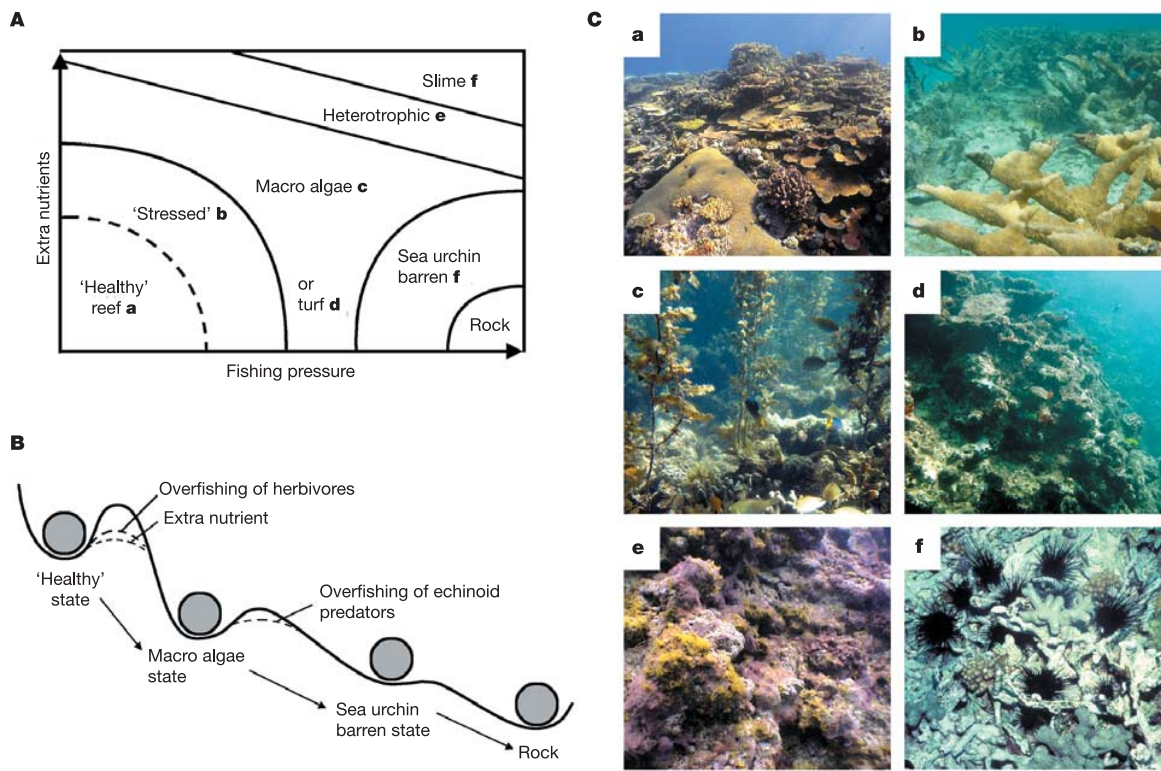 A
Extra nutrients
Slime f
Heterotrophic e
Macro algae c
'Stressed' b
Sea urchin
barren f
'Healthy'
reef a
or
turf d
Rock
Fishing pressure
B
Overfishing of herbivores
Extra nutrient
'Healthy'
state
Overfishing of echinoid
predators
Macro algae
state
Sea urchin
barren state
Rock
C
a
b
c
d
e
f